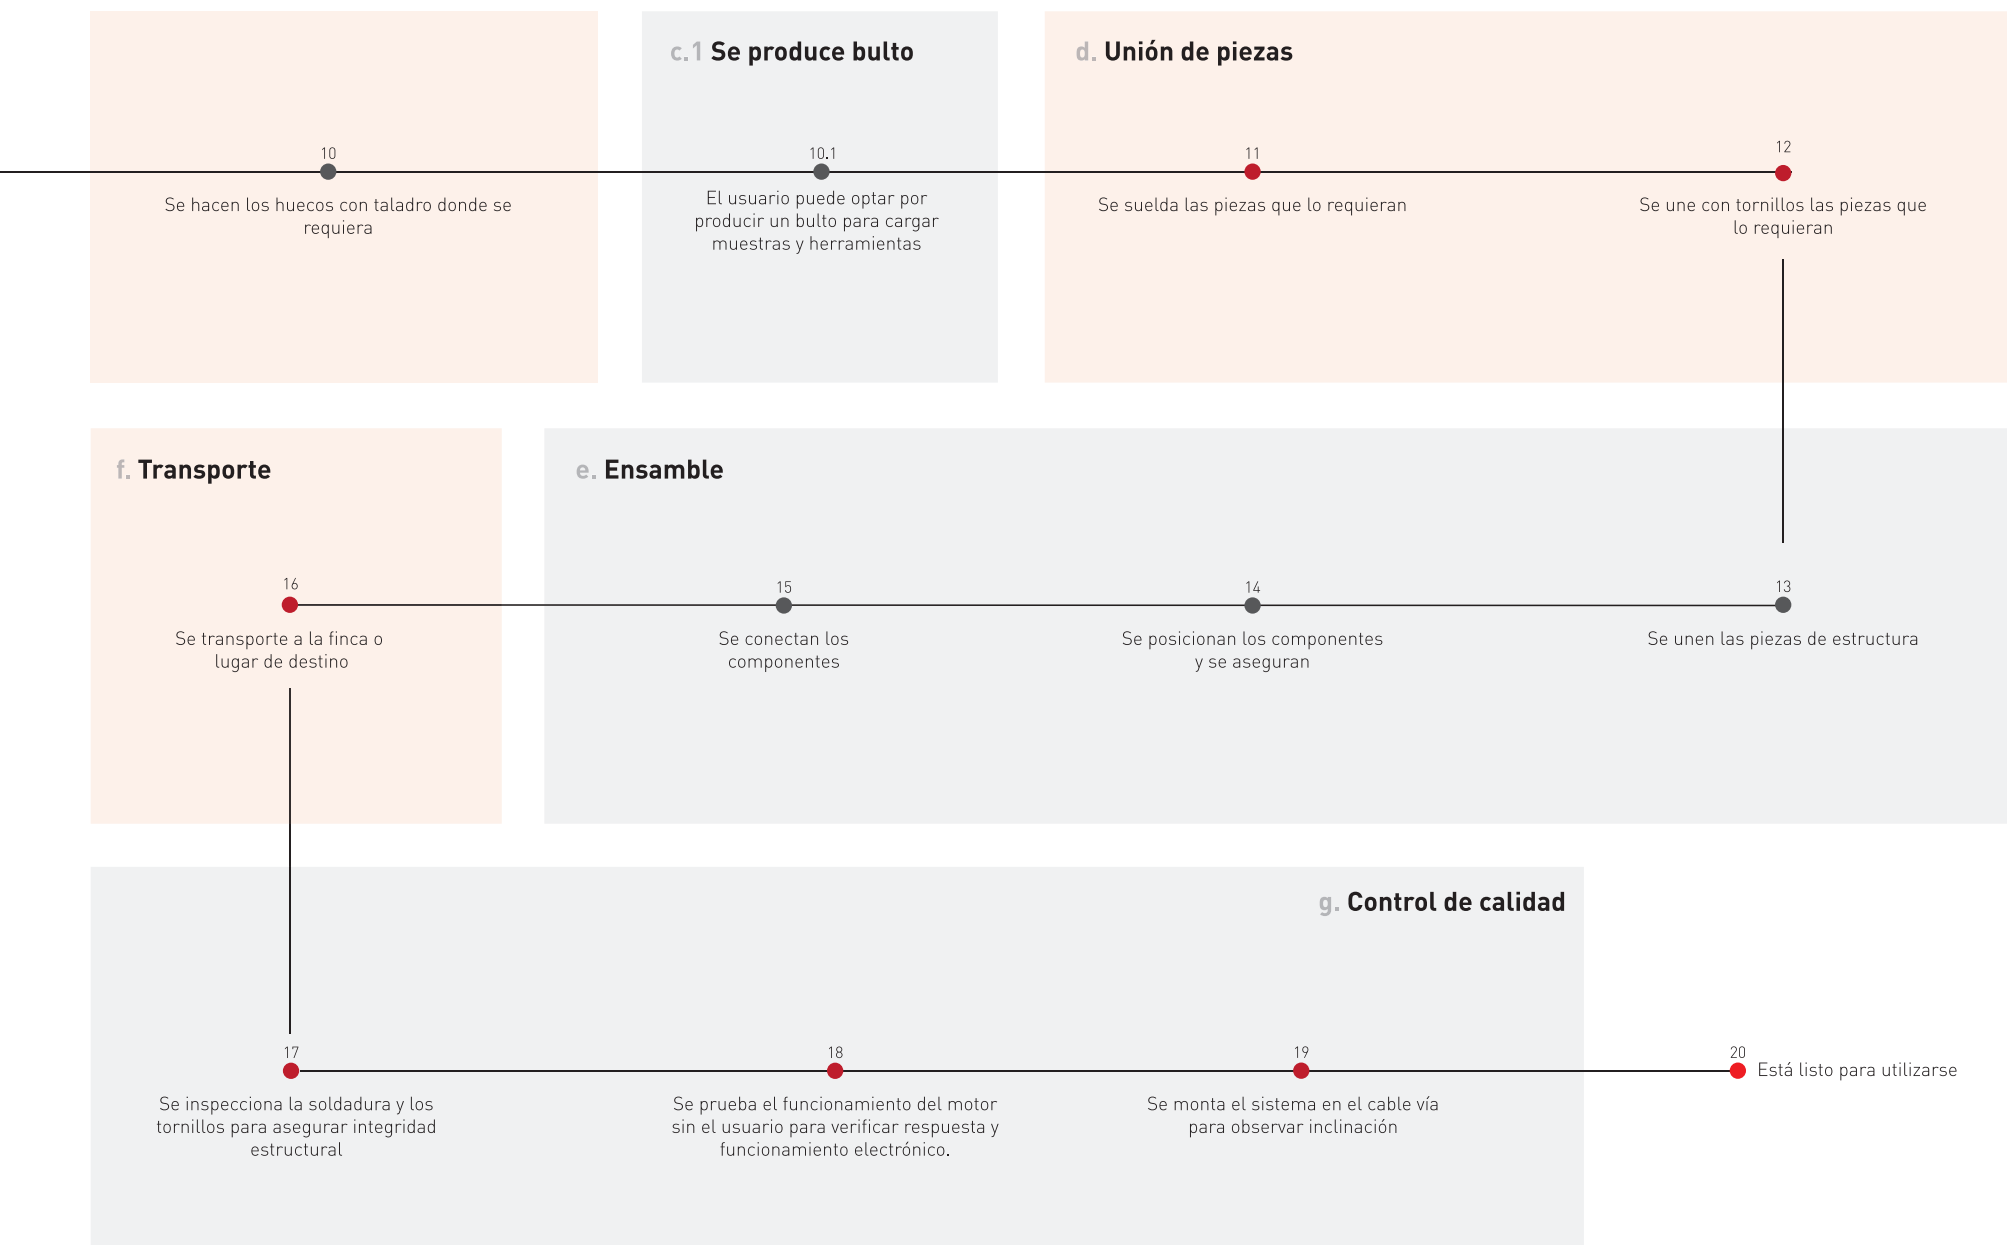 c.1 Se produce bulto
d. Unión de piezas
10
Se hacen los huecos con taladro donde se
requiera
10.1
El usuario puede optar por
producir un bulto para cargar
muestras y herramientas
11
Se suelda las piezas que lo requieran
12
Se une con tornillos las piezas que
lo requieran
e. Ensamble
13
Se unen las piezas de estructura
14
Se posicionan los componentes
y se aseguran
15
Se conectan los
componentes
f. Transporte
16
Se transporte a la finca o
lugar de destino
g. Control de calidad
17
Se inspecciona la soldadura y los
tornillos para asegurar integridad
estructural
18
Se prueba el funcionamiento del motor
sin el usuario para verificar respuesta y
funcionamiento electrónico.
19
Se monta el sistema en el cable vía
para observar inclinación
20
Está listo para utilizarse